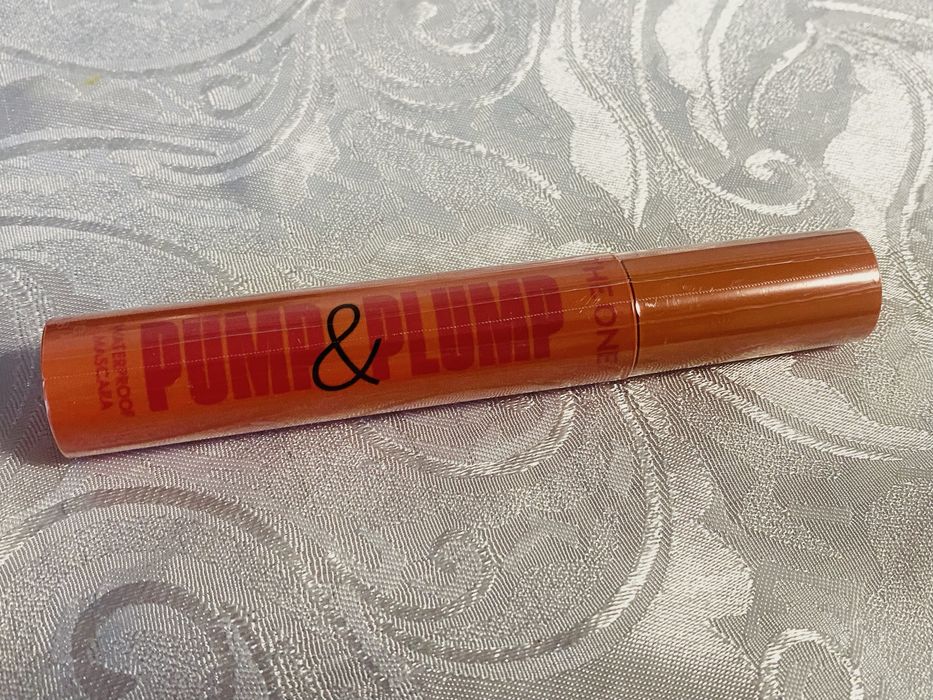 THE ONE
PUMP & PLUMP
WATERPROOF
MASCARA